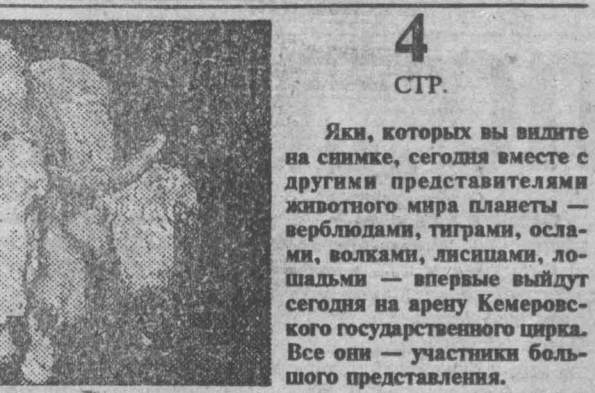 4
СТР.
Яки, которых вы видите
на снимке, сегодня вместе с
другими представителями
животного мира планеты —
верблюдами, тиграми, осла-
ми, волками, лисицами, ло-
шадьми — впервые выйдут
сегодня на арену Кемеровс-
кого государственного цирка.
Все они — участники боль-
шого представления.